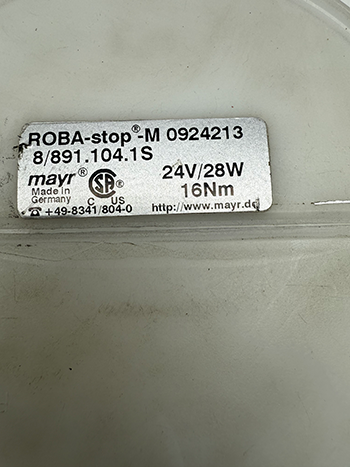 ROBA-stop®-M 0924213
8/891.104.1S
mayr® 24V/28W
Made in Germany SA C US 16Nm
☎ +49-8341/804-0 http://www.mayr.de